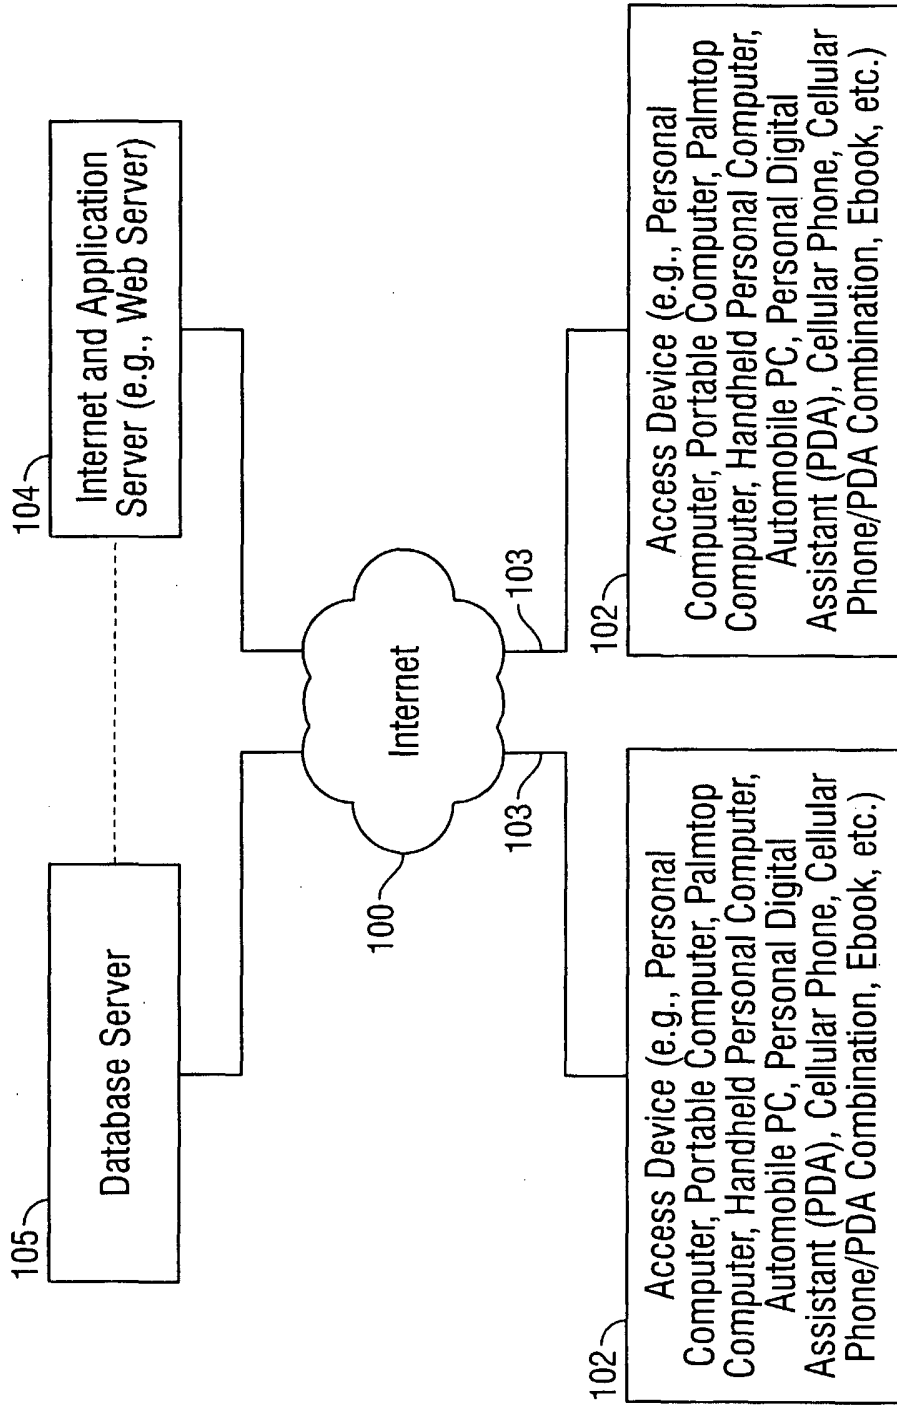 105
Database Server
104
Internet and Application
Server (e.g., Web Server)
100
Internet
103
103
102
Access Device (e.g., Personal
Computer, Portable Computer, Palmtop
Computer, Handheld Personal Computer,
Automobile PC, Personal Digital
Assistant (PDA), Cellular Phone, Cellular
Phone/PDA Combination, Ebook, etc.)
102
Access Device (e.g., Personal
Computer, Portable Computer, Palmtop
Computer, Handheld Personal Computer,
Automobile PC, Personal Digital
Assistant (PDA), Cellular Phone, Cellular
Phone/PDA Combination, Ebook, etc.)